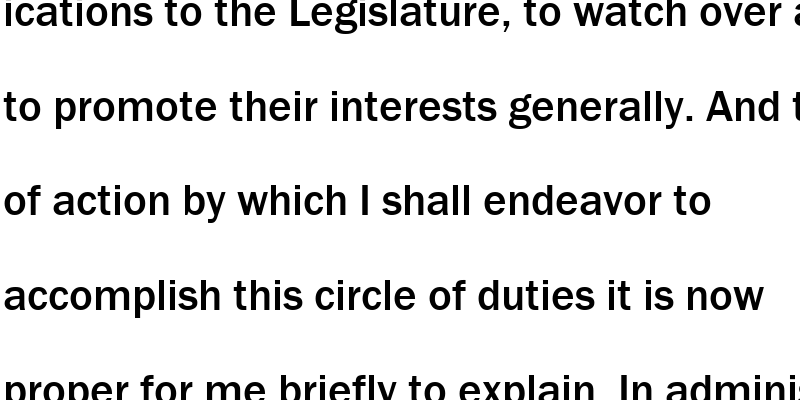 ications to the Legislature, to watch over
to promote their interests generally. And
of action by which I shall endeavor to
accomplish this circle of duties it is now
proper for me briefly to explain. In adminis